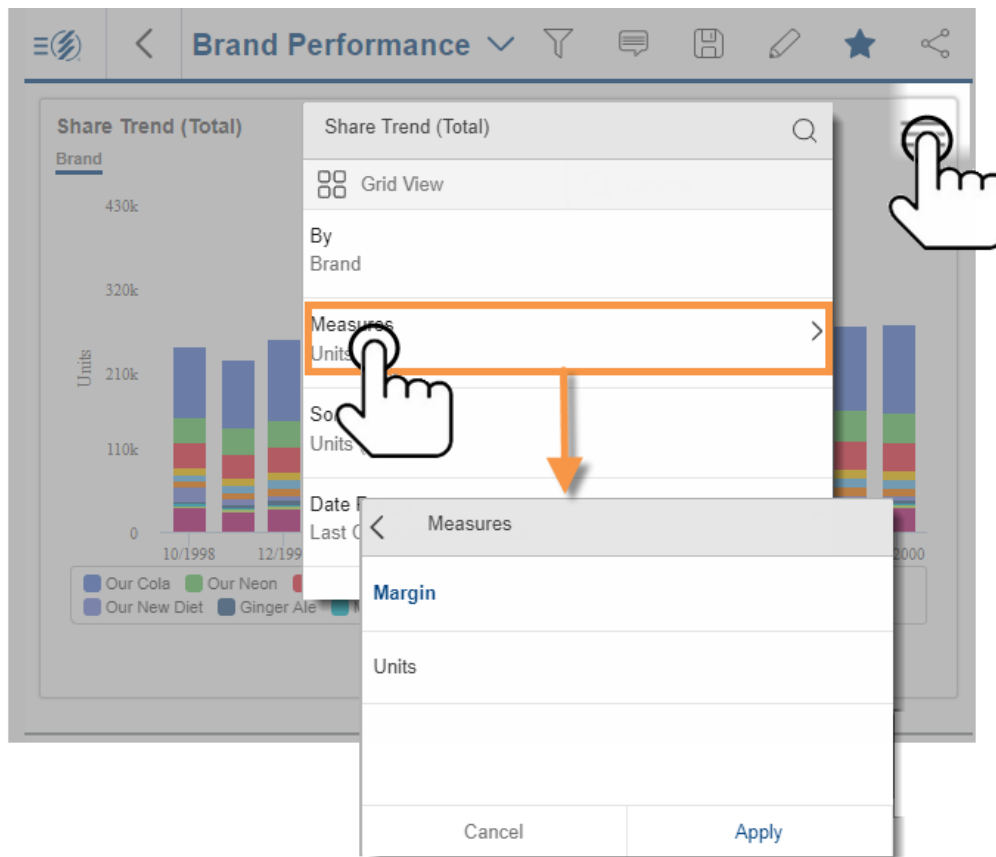 Brand Performance
Share Trend (Total)
Brand
430k
320k
210k
110k
0
Units
10/1998
2000
Our Cola
Our Neon
Our New Diet
Ginger Ale
Share Trend (Total)
Grid View
By
Brand
Measures
Units
Units
Date
Last
Measures
Margin
Units
Cancel
Apply